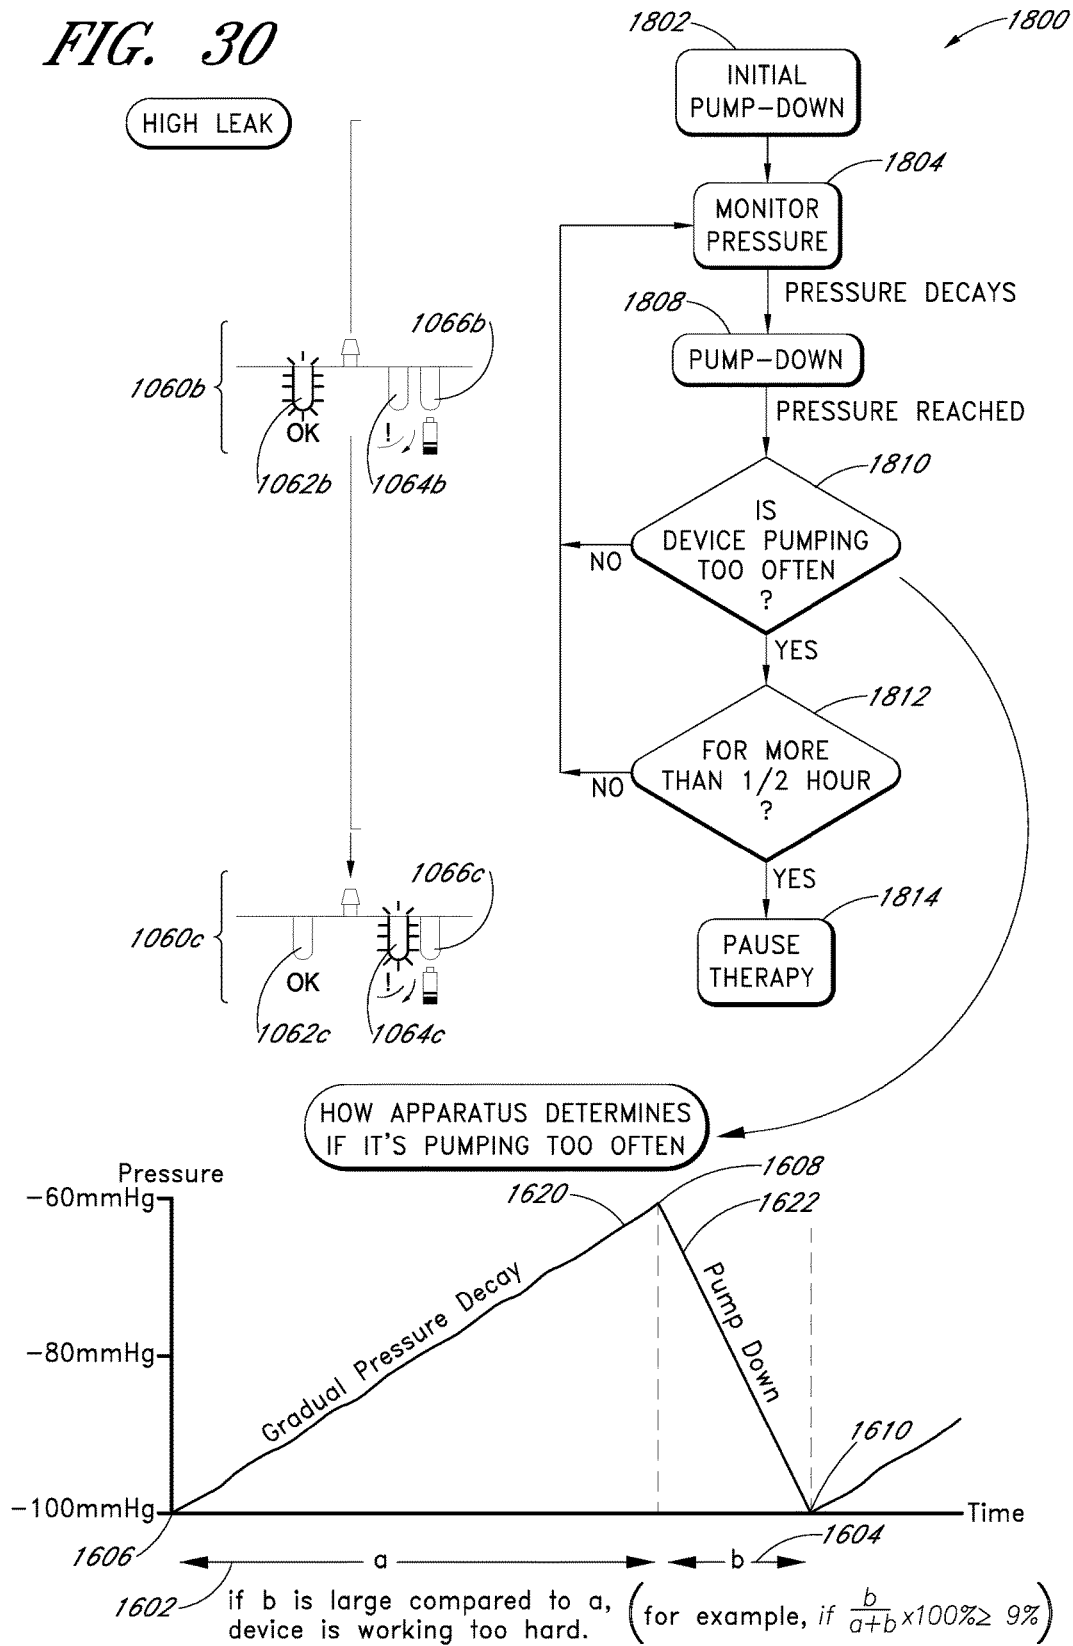 FIG. 30
1802
1800
INITIAL
PUMP-DOWN
HIGH LEAK
1804
MONITOR
PRESSURE
PRESSURE DECAYS
1808
1066b
PUMP-DOWN
1060b
PRESSURE REACHED
OK
!
1062b
1064b
1810
IS
DEVICE PUMPING
TOO OFTEN
?
NO
YES
1812
FOR MORE
THAN 1/2 HOUR
?
NO
YES
1066c
1814
1060c
PAUSE
THERAPY
OK
!
1062c
1064c
HOW APPARATUS DETERMINES
IF IT'S PUMPING TOO OFTEN
Pressure
1608
-60mmHg
1620
1622
Gradual Pressure Decay
Pump Down
-80mmHg
1610
-100mmHg
Time
1606
a
b
1604
1602
if b is large compared to a,
device is working too hard.
(for example, if b/a+b x100%≥ 9%)